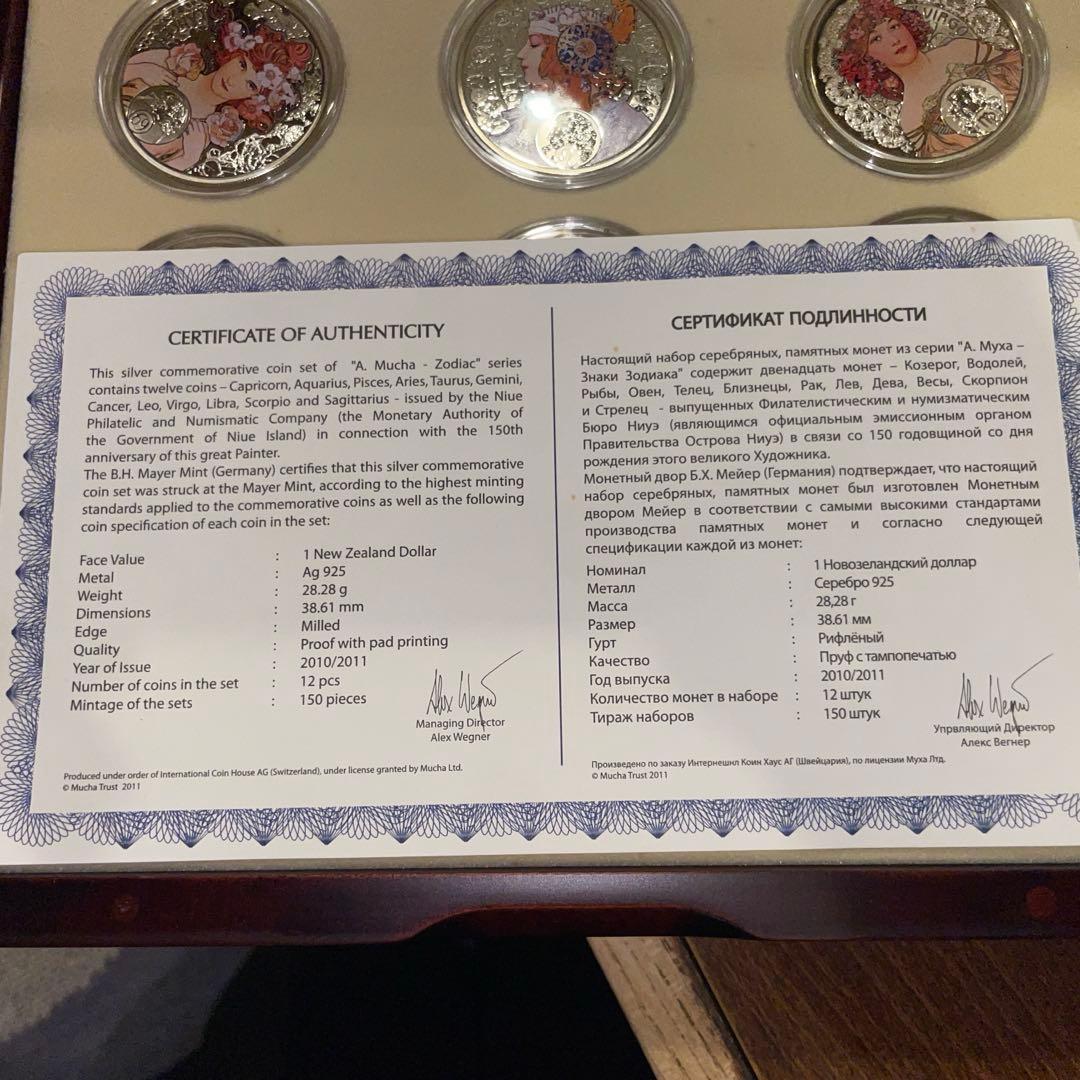 VIRGO
CERTIFICATE OF AUTHENTICITY
This silver commemorative coin set of "A. Mucha - Zodiac" series
contains twelve coins – Capricorn, Aquarius, Pisces, Aries, Taurus, Gemini,
Cancer, Leo, Virgo, Libra, Scorpio and Sagittarius - issued by the Niue
Philatelic and Numismatic Company (the Monetary Authority of
the Government of Niue Island) in connection with the 150th
anniversary of this great Painter.
The B.H. Mayer Mint (Germany) certifies that this silver commemorative
coin set was struck at the Mayer Mint, according to the highest minting
standards applied to the commemorative coins as well as the following
coin specification of each coin in the set:
Face Value : 1 New Zealand Dollar
Metal : Ag 925
Weight : 28.28 g
Dimensions : 38.61 mm
Edge : Milled
Quality : Proof with pad printing
Year of Issue : 2010/2011
Number of coins in the set : 12 pcs
Mintage of the sets : 150 pieces
Alex Wegner
Managing Director
Alex Wegner
Produced under order of International Coin House AG (Switzerland), under license granted by Mucha Ltd.
© Mucha Trust 2011
СЕРТИФИКАТ ПОДЛИННОСТИ
Настоящий набор серебряных, памятных монет из серии "А. Муха –
Знаки Зодиака" содержит двенадцать монет – Козерог, Водолей,
Рыбы, Овен, Телец, Близнецы, Рак, Лев, Дева, Весы, Скорпион
и Стрелец - выпущенных Филателистическим и нумизматическим
Бюро Ниуэ (являющимся официальным эмиссионным органом
Правительства Острова Ниуэ) в связи со 150 годовщиной со дня
рождения этого великого Художника.
Монетный двор Б.Х. Мейер (Германия) подтверждает, что настоящий
набор серебряных, памятных монет был изготовлен Монетным
двором Мейер в соответствии с самыми высокими стандартами
производства памятных монет и согласно следующей
спецификации каждой из монет:
Номинал : 1 Новозеландский доллар
Металл : Серебро 925
Масса : 28,28 г
Размер : 38.61 мм
Гурт : Рифлёный
Качество : Пруф с тампопечатью
Год выпуска : 2010/2011
Количество монет в наборе : 12 штук
Тираж наборов : 150 штук
Alex Wegner
Упрвляющий Директор
Алекс Вегнер
Произведено по заказу Интернешнл Коин Хаус АГ (Швейцария), по лицензии Муха Лтд.
© Mucha Trust 2011